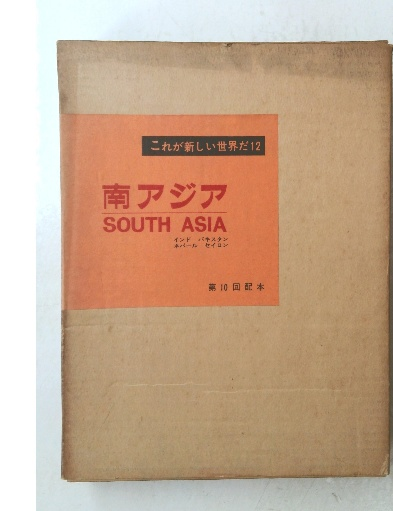 これが新しい世界だ12
南アジア
SOUTH ASIA
インド　パキスタン
ネパール　セイロン
第10回配本